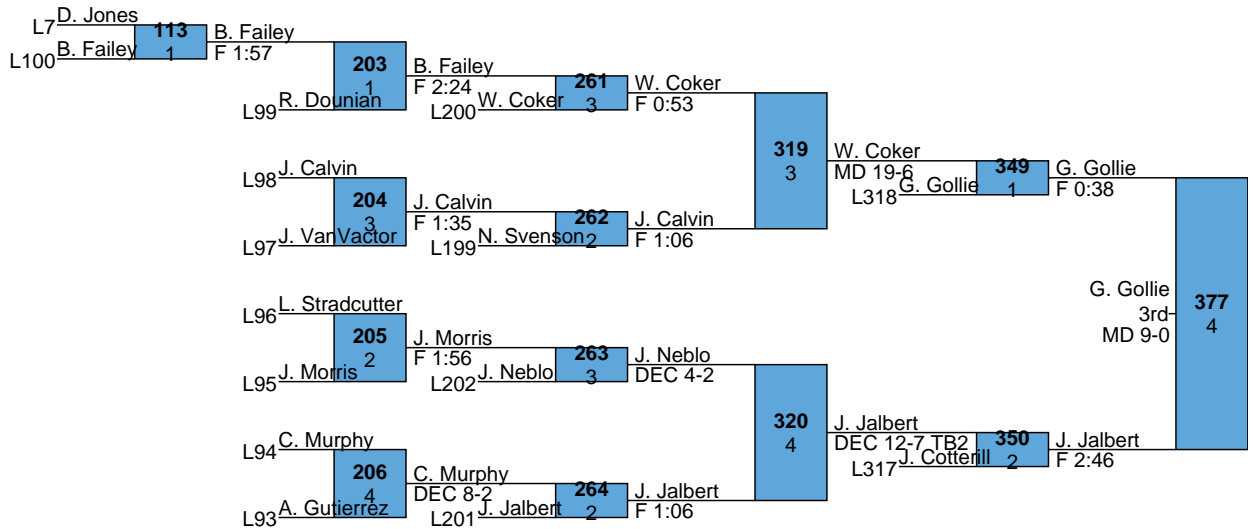 D. Jones
L7
113
1
B. Failey
L100
B. Failey
F 1:57
203
1
R. Dounian
L99
B. Failey
F 2:24
261
3
W. Coker
L200
W. Coker
F 0:53
319
3
J. Calvin
L98
204
3
J. VanVactor
L97
J. Calvin
F 1:35
262
2
N. Svenson
L199
J. Calvin
F 1:06
W. Coker
MD 19-6
349
1
G. Gollie
L318
G. Gollie
F 0:38
377
4
G. Gollie
3rd
MD 9-0
L. Stradcutter
L96
205
2
J. Morris
L95
J. Morris
F 1:56
263
3
J. Neblo
L202
J. Neblo
DEC 4-2
320
4
C. Murphy
L94
206
4
A. Gutierrez
L93
C. Murphy
DEC 8-2
264
2
J. Jalbert
L201
J. Jalbert
F 1:06
J. Jalbert
DEC 12-7 TB2
350
2
J. Cotterill
L317
J. Jalbert
F 2:46